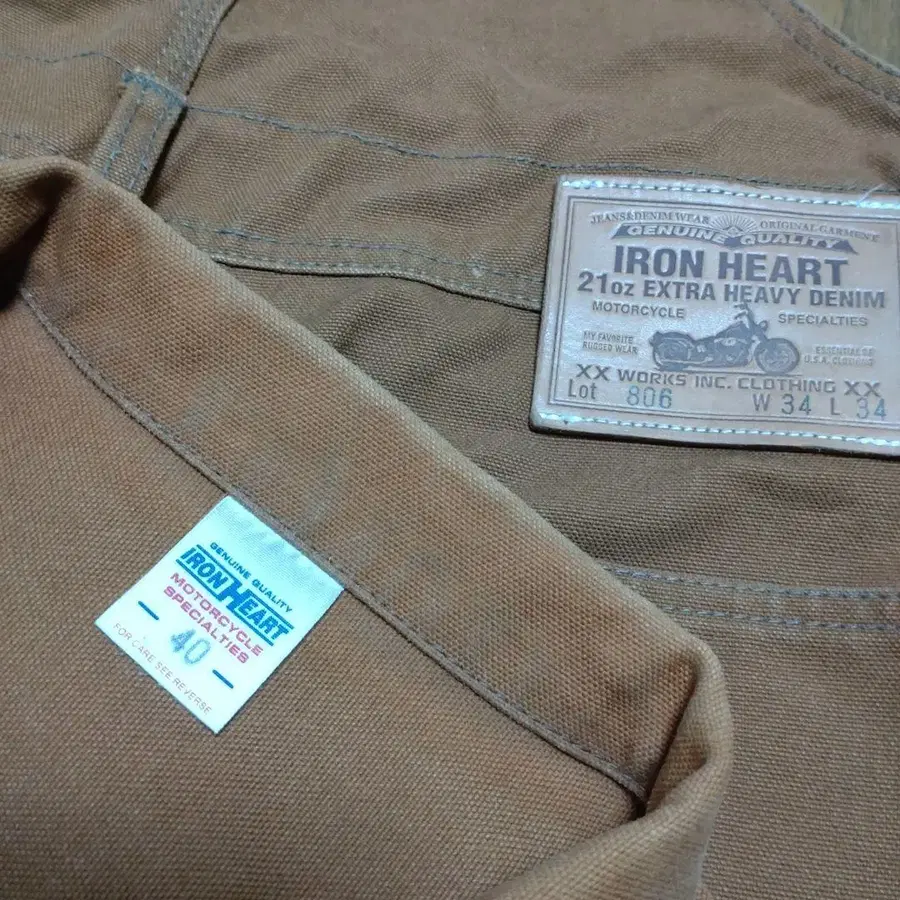 JEANS&DENIM WEAR ORIGINAL GARMENT
GENUINE QUALITY
IRON HEART
21oz EXTRA HEAVY DENIM
MOTORCYCLE SPECIALTIES
MY FAVORITE
RUGGED WEAR
ESSENTIAL OF
U.S.A. CLOTHING
XX WORKS INC. CLOTHING XX
Lot 806 W 34 L 34
GENUINE QUALITY
IRON HEART
MOTORCYCLE
SPECIALTIES
- 40 -
FOR CARE SEE REVERSE